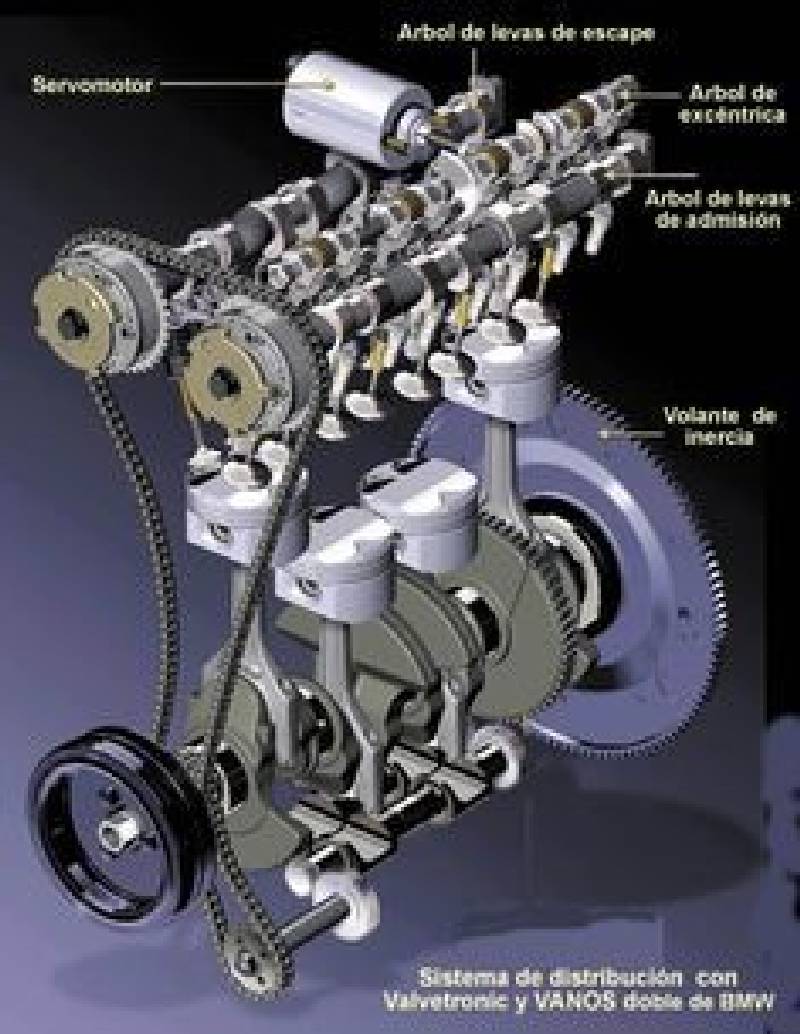 Arbol de levas de escape
Servomotor
Arbol de
excéntrica
Arbol de levas
de admisión
Volante de
inercia
Sistema de distribución con
Valvetronic y VANOS doble de BMW